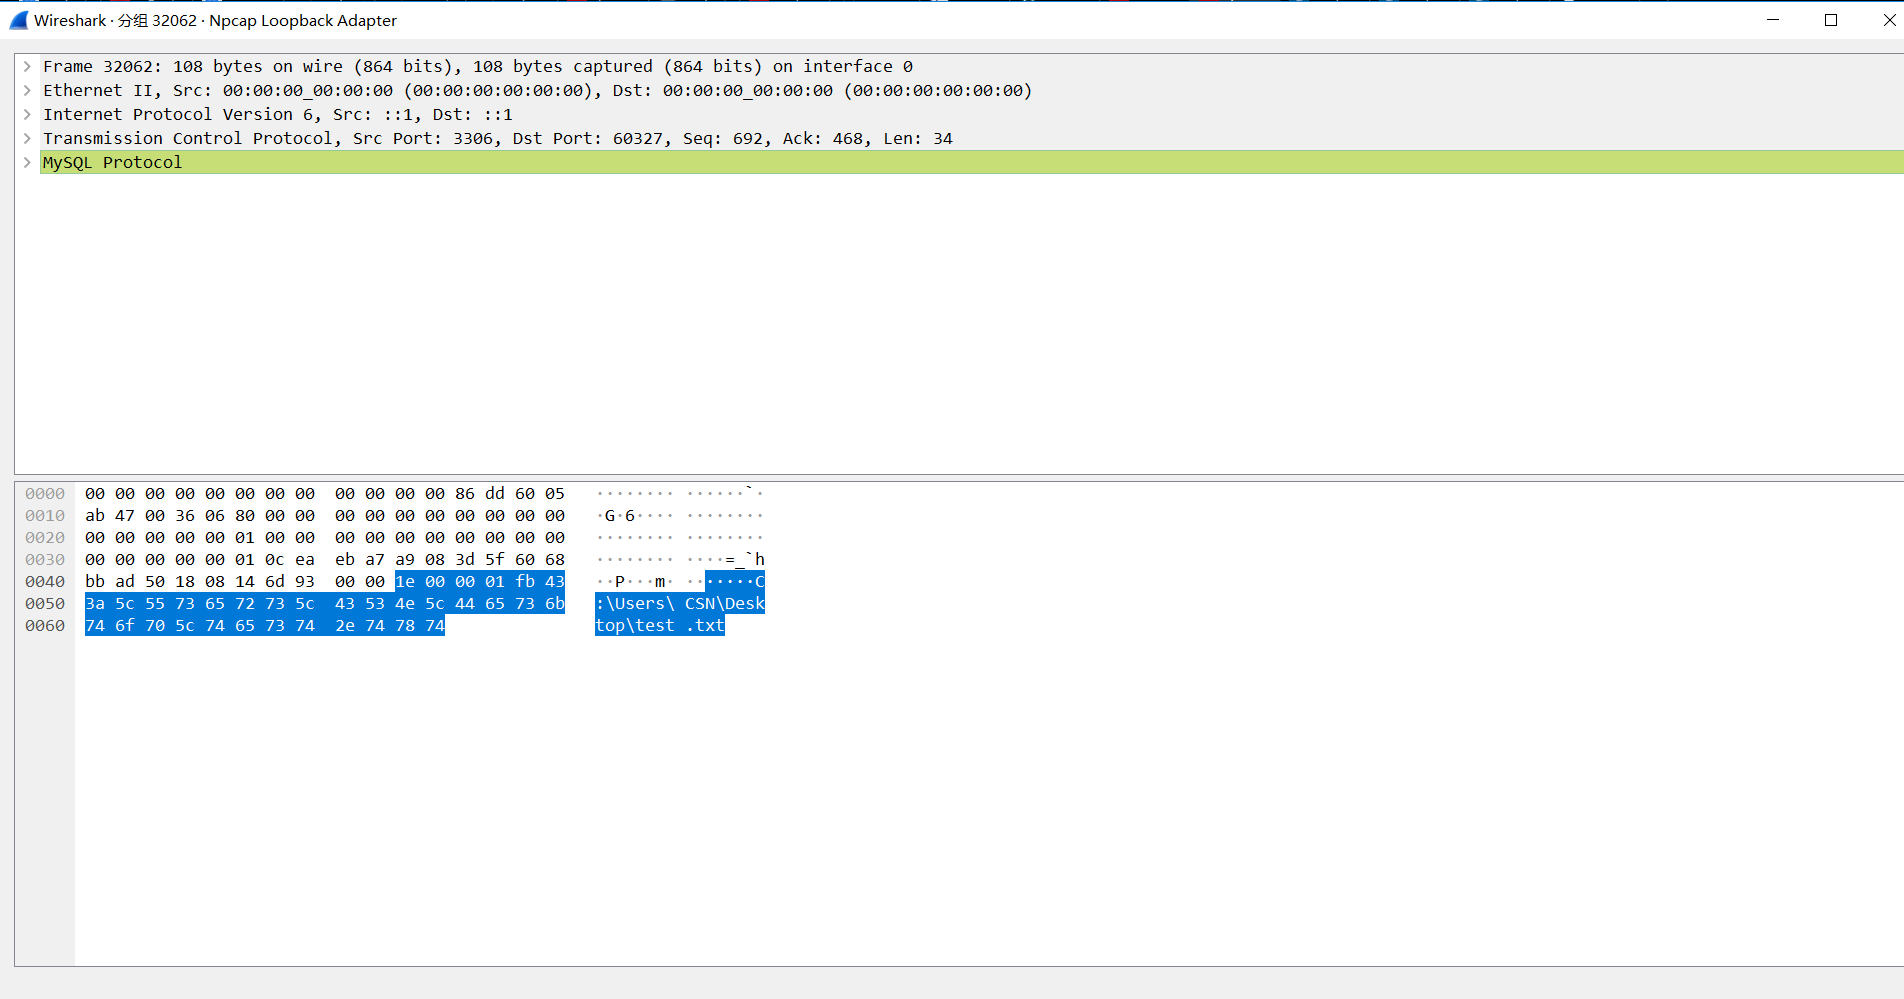 Wireshark · 分组 32062 · Npcap Loopback Adapter
Frame 32062: 108 bytes on wire (864 bits), 108 bytes captured (864 bits) on interface 0
Ethernet II, Src: 00:00:00_00:00:00 (00:00:00:00:00:00), Dst: 00:00:00_00:00:00 (00:00:00:00:00:00)
Internet Protocol Version 6, Src: ::1, Dst: ::1
Transmission Control Protocol, Src Port: 3306, Dst Port: 60327, Seq: 692, Ack: 468, Len: 34
MySQL Protocol
0000 00 00 00 00 00 00 00 00 00 00 00 00 86 dd 60 05 ········ ······`·
0010 ab 47 00 36 06 80 00 00 00 00 00 00 00 00 00 00 ·G·6···· ········
0020 00 00 00 00 00 01 00 00 00 00 00 00 00 00 00 00 ········ ········
0030 00 00 00 00 00 01 0c ea eb a7 a9 08 3d 5f 60 68 ········ ····=_`h
0040 bb ad 50 18 08 14 6d 93 00 00 1e 00 00 01 fb 43 ··P···m· ·······C
0050 3a 5c 55 73 65 72 73 5c 43 53 4e 5c 44 65 73 6b :\Users\ CSN\Desk
0060 74 6f 70 5c 74 65 73 74 2e 74 78 74 top\test .txt